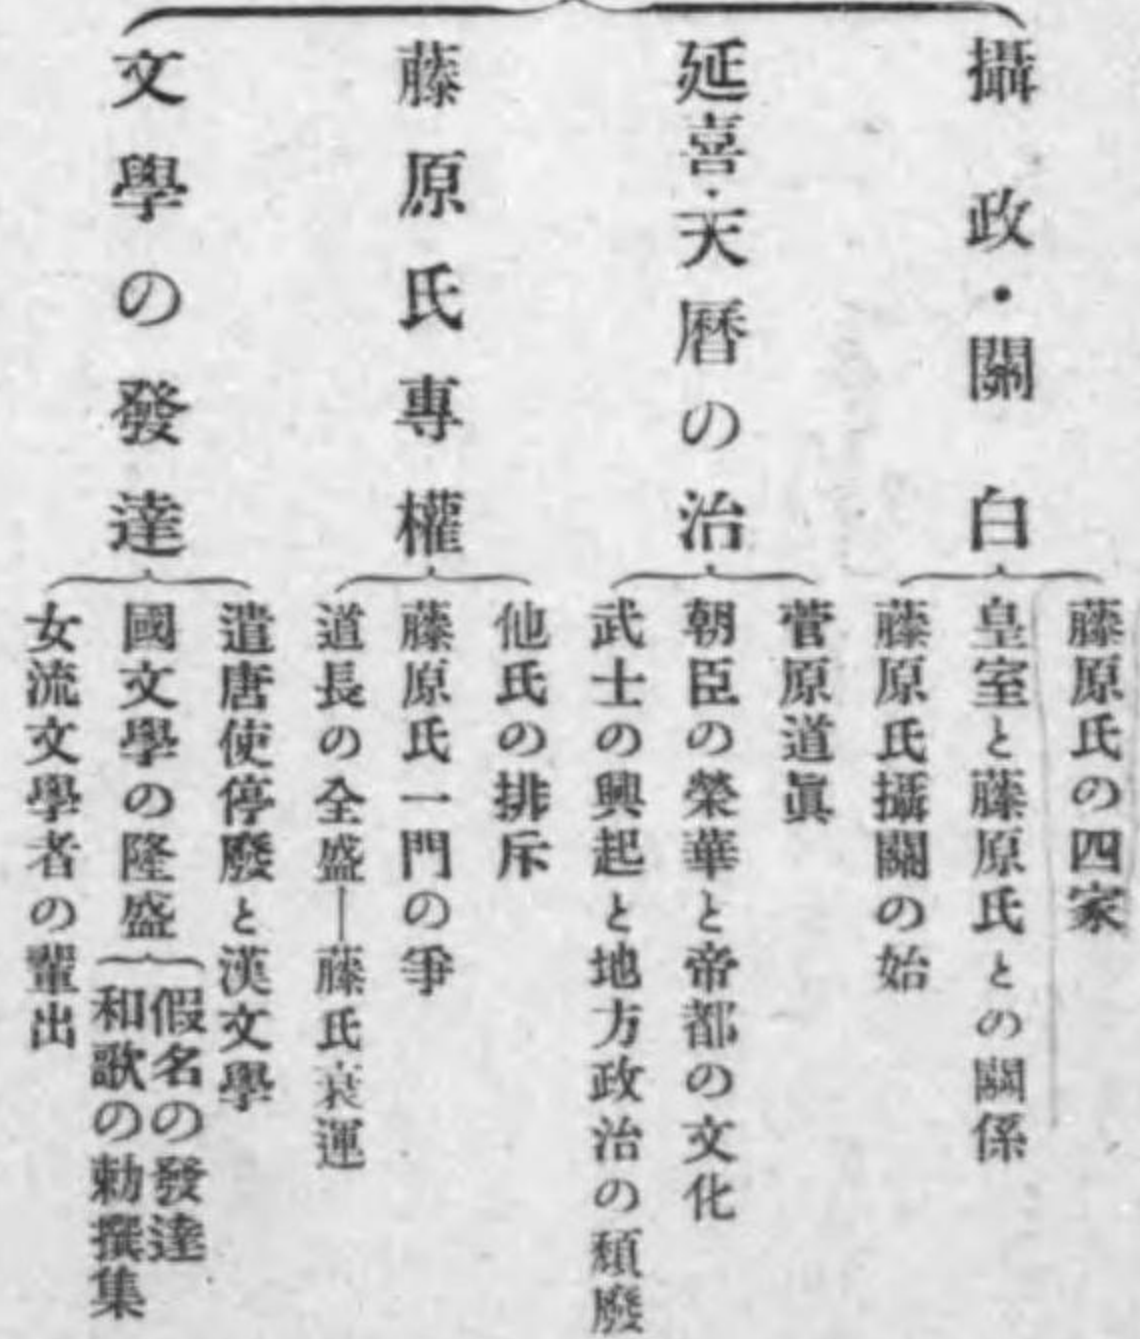 攝政・關白
藤原氏の四家
皇室と藤原氏との關係
藤原氏攝關の始
延喜・天曆の治
菅原道眞
朝臣の榮華と帝都の文化
武士の興起と地方政治の頽廢
藤原氏專權
他氏の排斥
藤原氏一門の爭
道長の全盛―藤氏衰運
文學の發達
遣唐使停廢と漢文學
國文學の隆盛
假名の發達
和歌の勅撰集
女流文學者の輩出